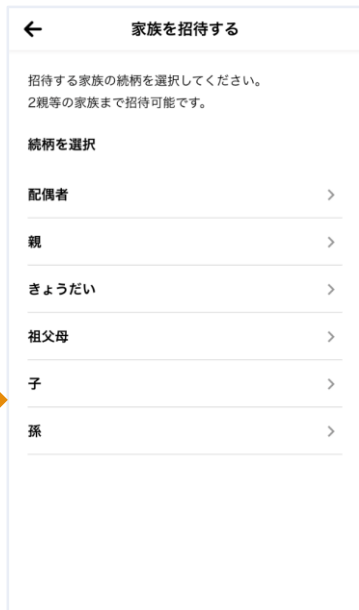 家族を招待する
招待する家族の続柄を選択してください。
2親等の家族まで招待可能です。
続柄を選択
配偶者
親
きょうだい
祖父母
子
孫